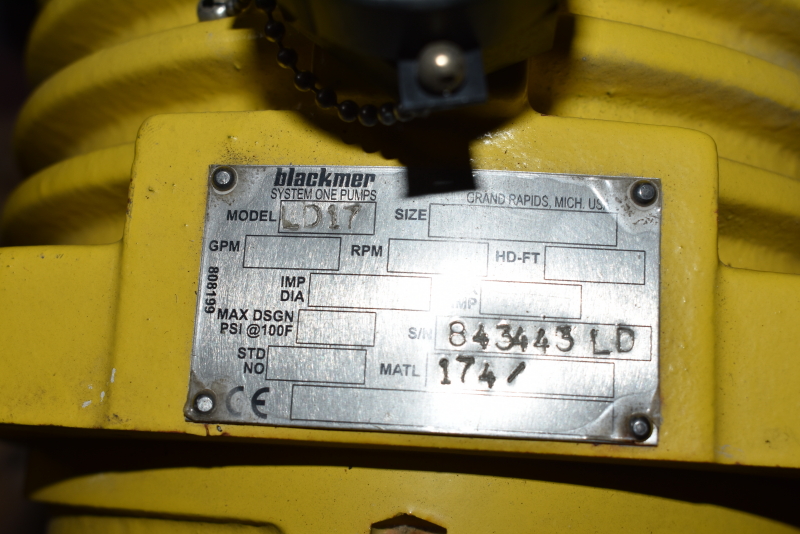 blackmer
SYSTEM ONE PUMPS
GRAND RAPIDS, MICH. US
MODEL LD17 SIZE
GPM RPM HD-FT
IMP DIA
MAX DSGN PSI @100F S/N 843443 LD
STD NO MATL 174/
CE
808199